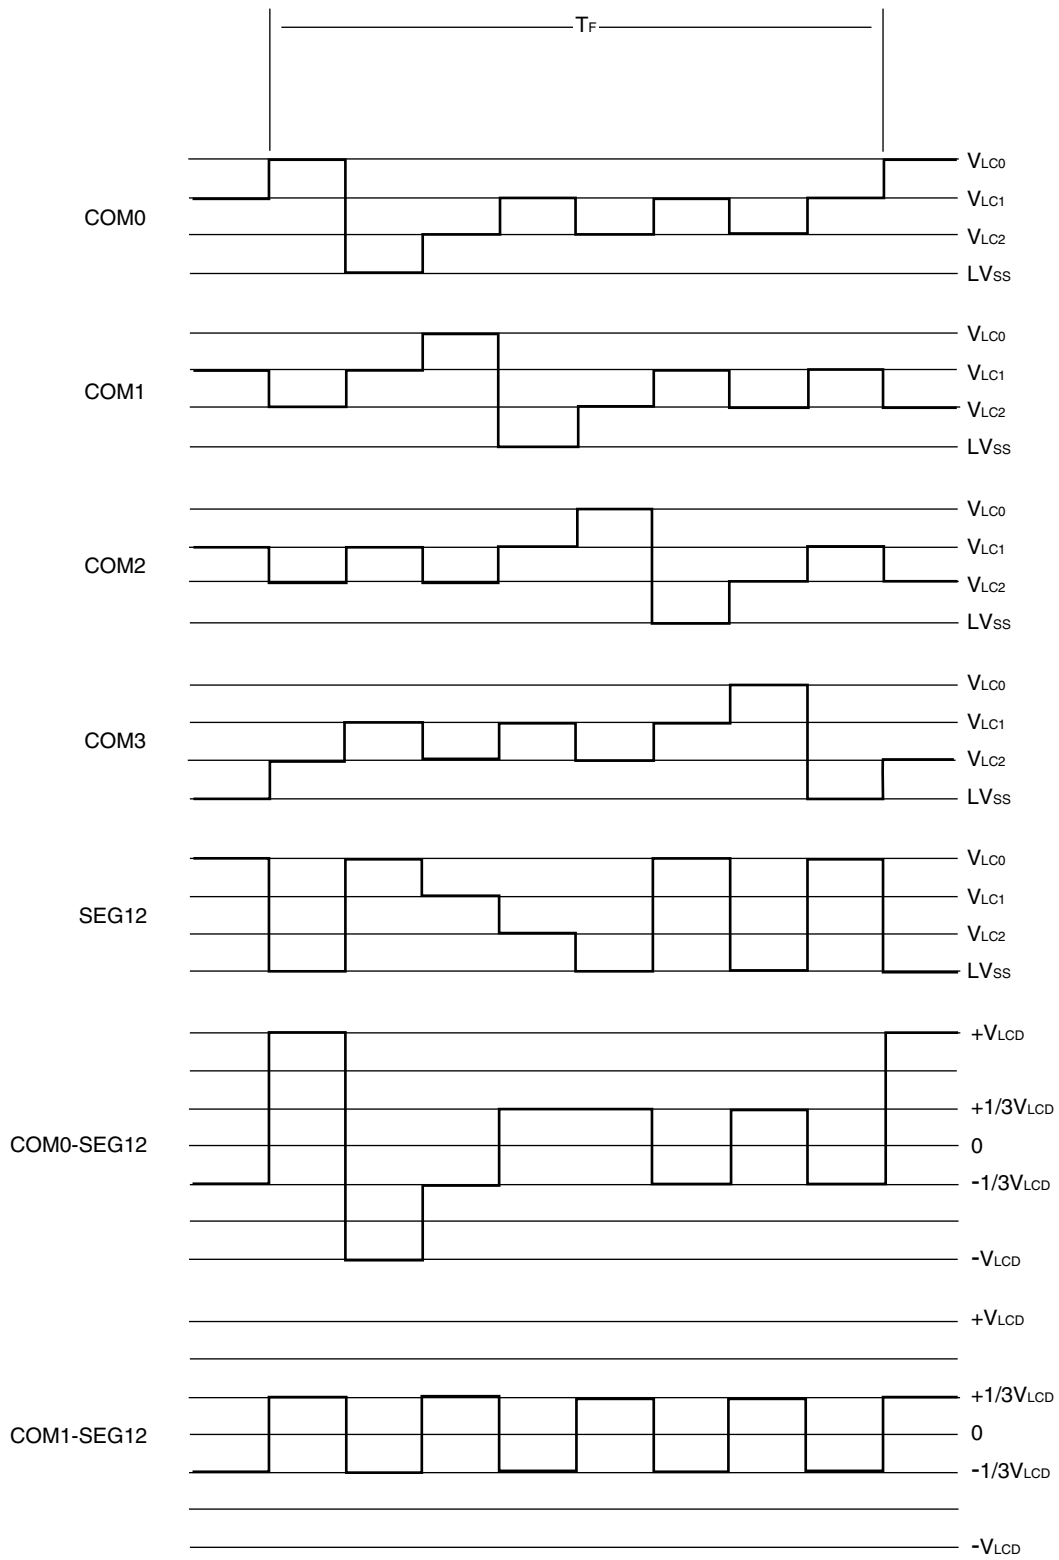 TF
COM0
VLC0
VLC1
VLC2
LVSS
COM1
VLC0
VLC1
VLC2
LVSS
COM2
VLC0
VLC1
VLC2
LVSS
COM3
VLC0
VLC1
VLC2
LVSS
SEG12
VLC0
VLC1
VLC2
LVSS
COM0-SEG12
+VLCD
+1/3VLCD
0
-1/3VLCD
-VLCD
COM1-SEG12
+VLCD
+1/3VLCD
0
-1/3VLCD
-VLCD